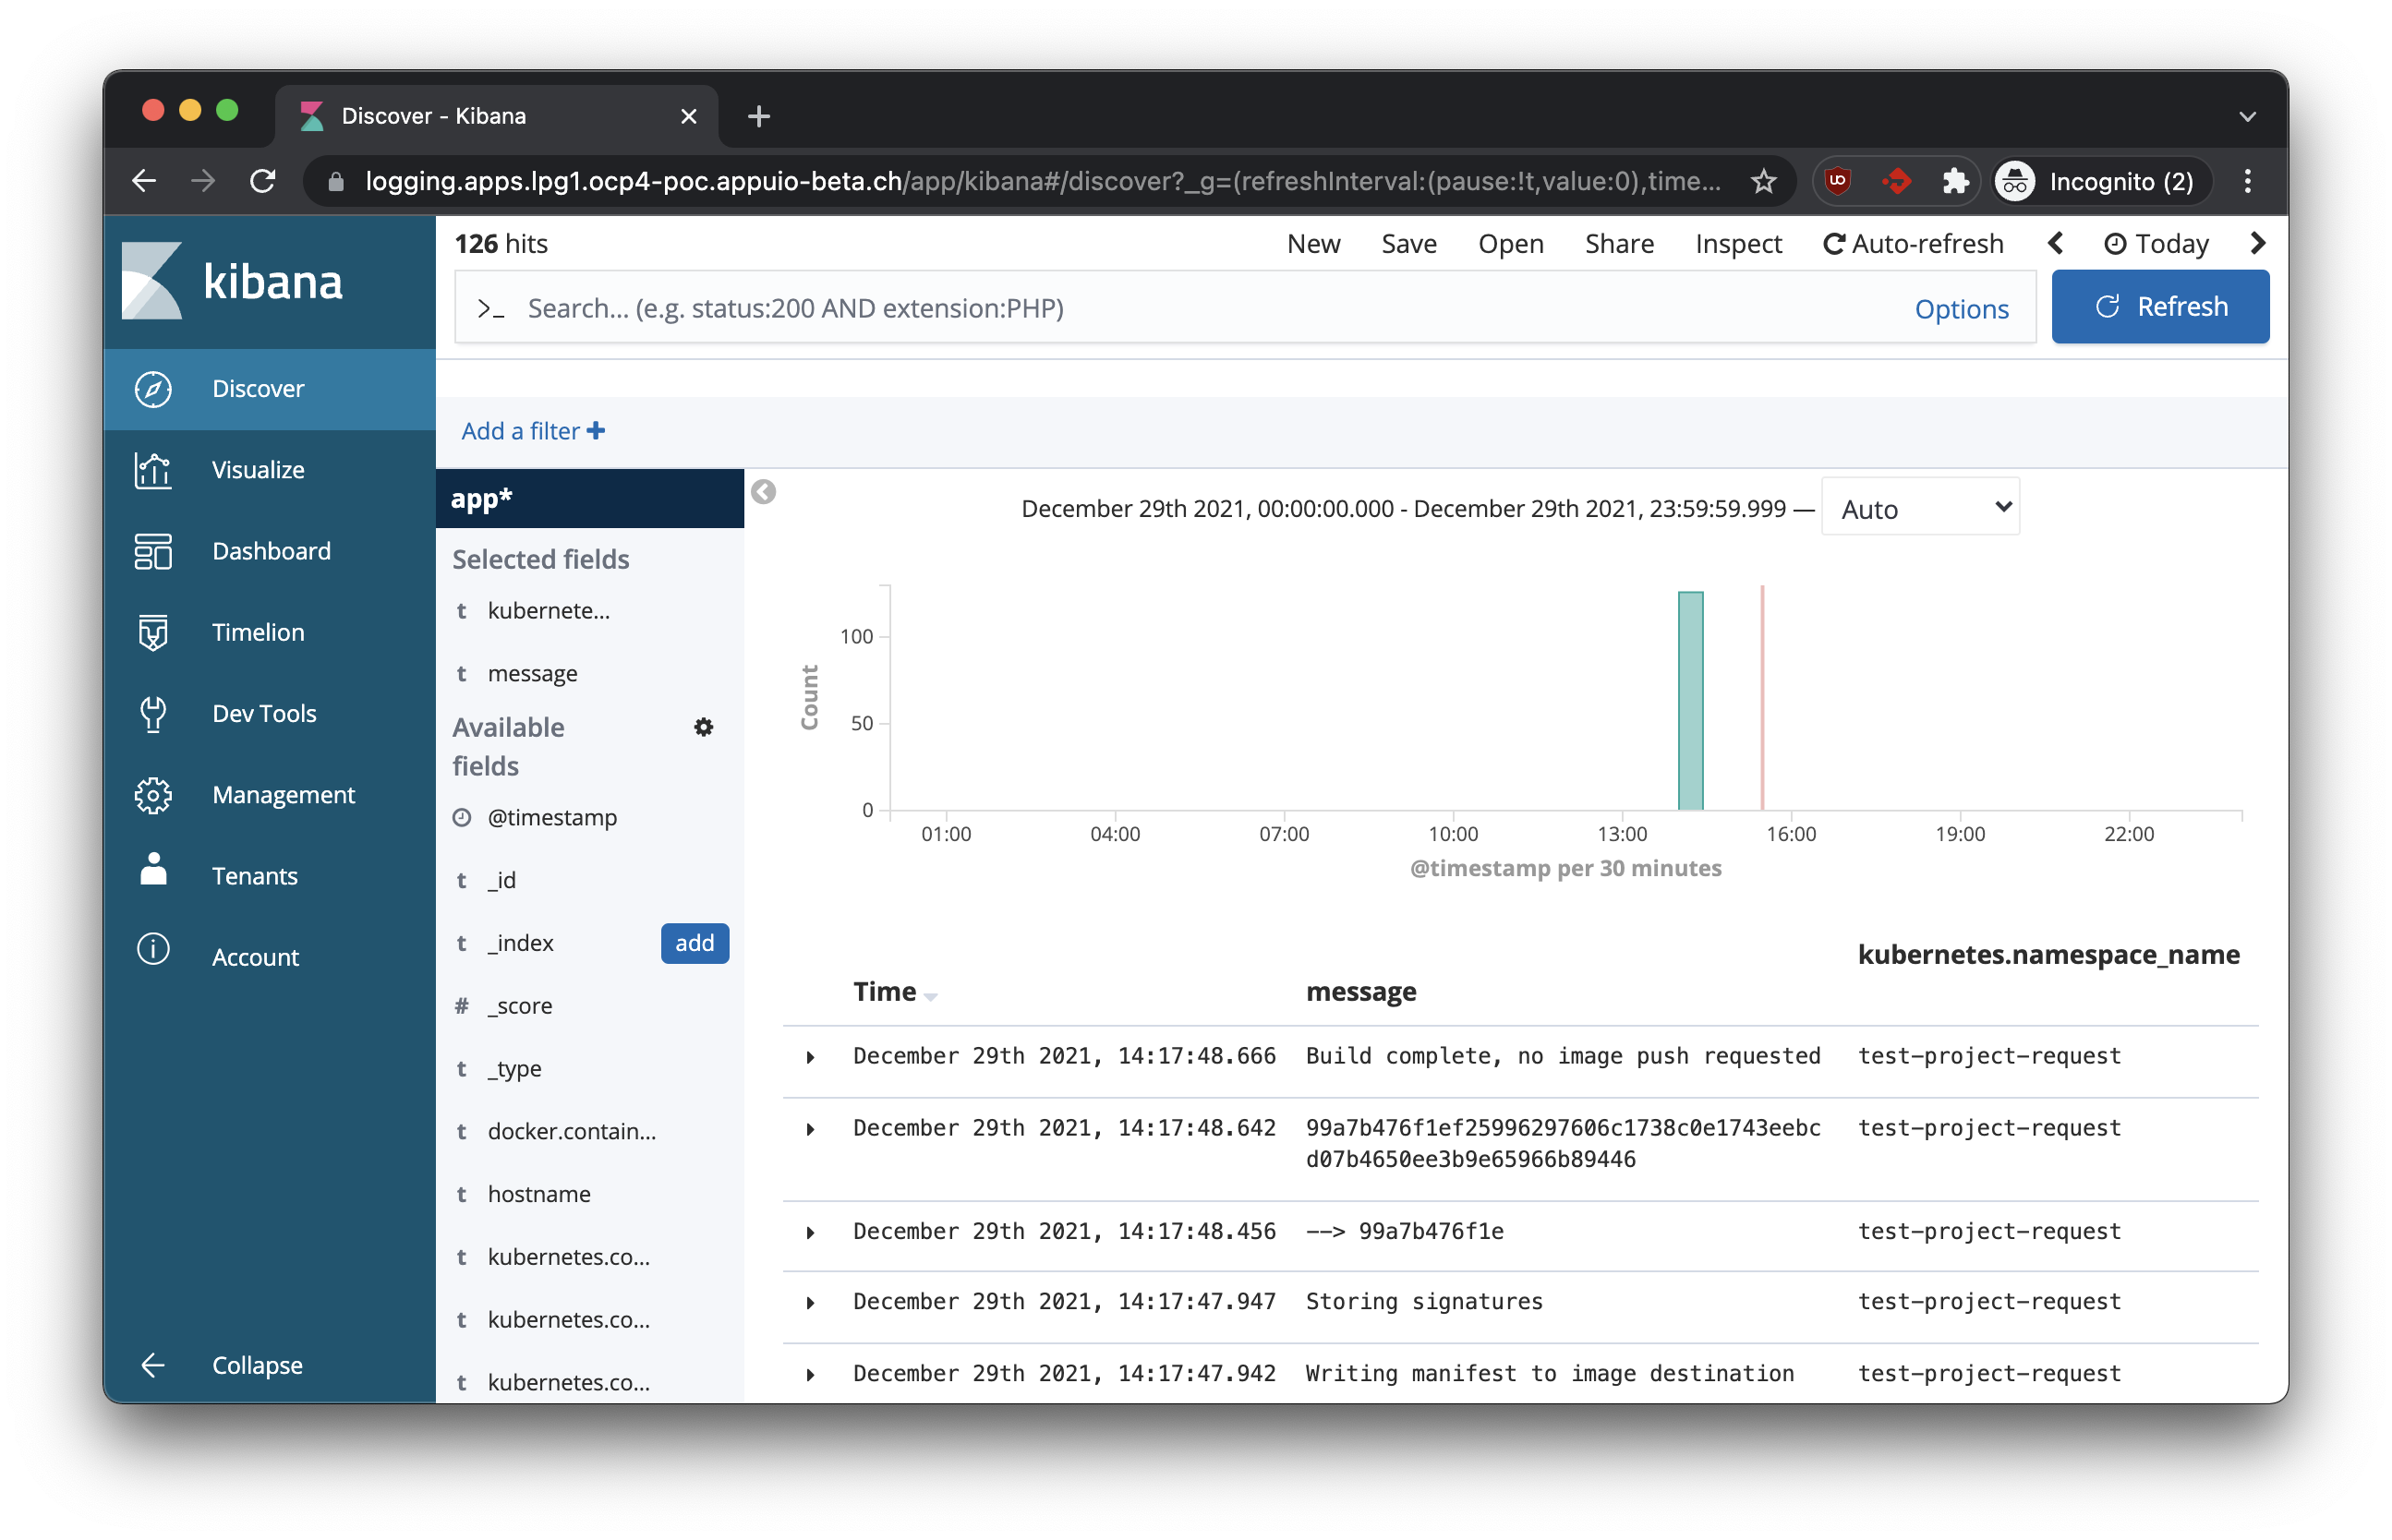 Discover - Kibana
logging.apps.lpg1.ocp4-poc.appuio-beta.ch/app/kibana#/discover?_g=(refreshInterval:(pause:!t,value:0),time...
Incognito (2)
kibana
Discover
Visualize
Dashboard
Timelion
Dev Tools
Management
Tenants
Account
Collapse
126 hits
New Save Open Share Inspect Auto-refresh Today
>_ Search... (e.g. status:200 AND extension:PHP) Options Refresh
Add a filter
app*
Selected fields
t kubernete...
t message
Available
fields
@timestamp
t _id
t _index add
# _score
t _type
t docker.contain...
t hostname
t kubernetes.co...
t kubernetes.co...
t kubernetes.co...
December 29th 2021, 00:00:00.000 - December 29th 2021, 23:59:59.999 — Auto
Count
100
50
0
01:00 04:00 07:00 10:00 13:00 16:00 19:00 22:00
@timestamp per 30 minutes
Time message kubernetes.namespace_name
December 29th 2021, 14:17:48.666 Build complete, no image push requested test-project-request
December 29th 2021, 14:17:48.642 99a7b476f1ef25996297606c1738c0e1743eebc test-project-request
d07b4650ee3b9e65966b89446
December 29th 2021, 14:17:48.456 --> 99a7b476f1e test-project-request
December 29th 2021, 14:17:47.947 Storing signatures test-project-request
December 29th 2021, 14:17:47.942 Writing manifest to image destination test-project-request